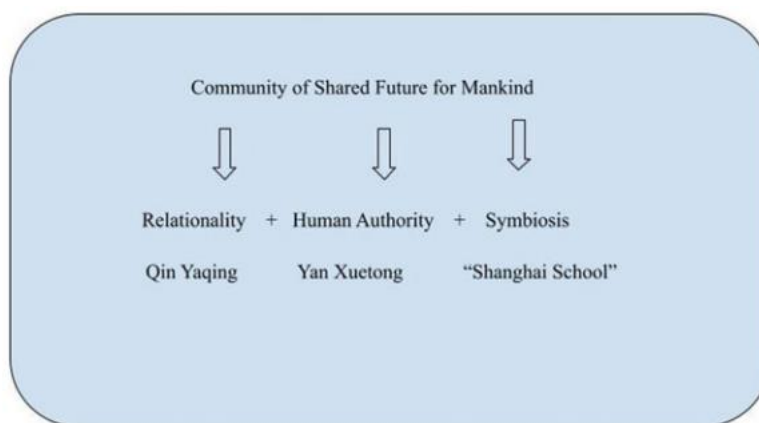 Community of Shared Future for Mankind
Relationality + Human Authority + Symbiosis
Qin Yaqing Yan Xuetong “Shanghai School”